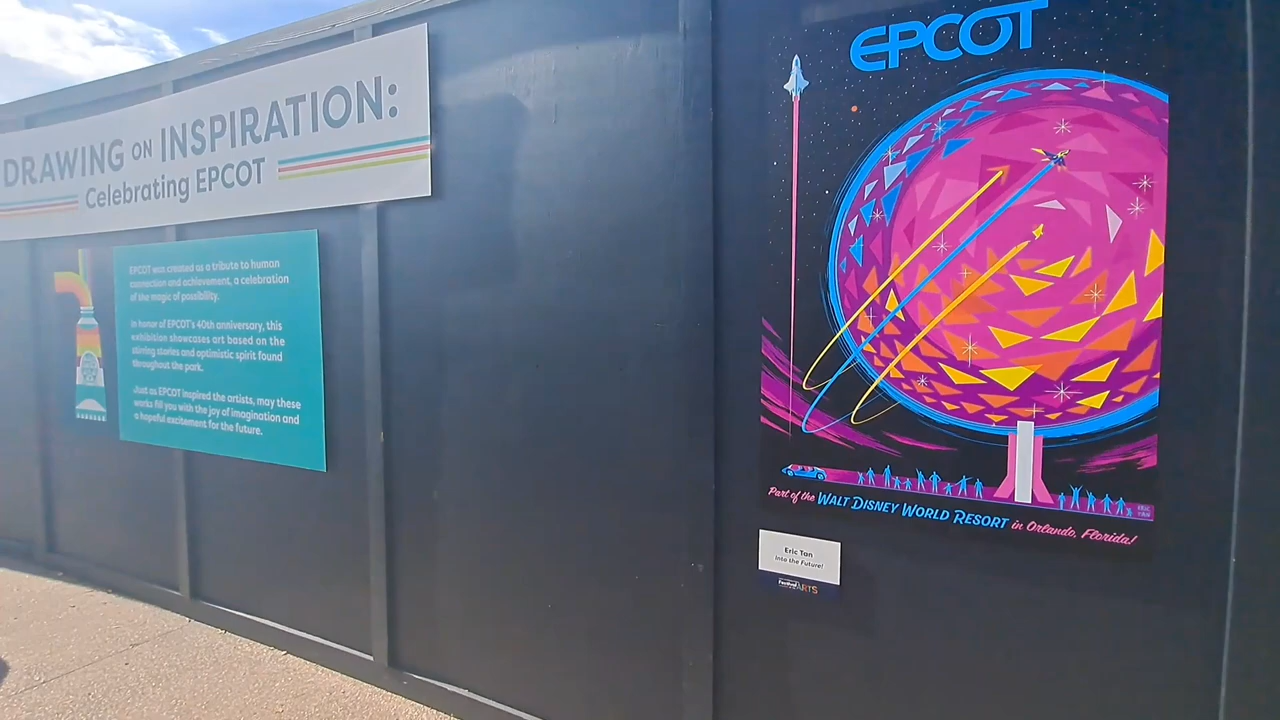 DRAWING ON INSPIRATION:
Celebrating EPCOT
EPCOT was created as a tribute to human
connection and achievement, a celebration
of the magic of possibility.
In honor of EPCOT's 40th anniversary, this
exhibition showcases art based on the
stirring stories and optimistic spirit found
throughout the park.
Just as EPCOT inspired the artists, may these
works fill you with the joy of imagination and
a hopeful excitement for the future.
EPCOT
ERIC
TAN
Part of the WALT DISNEY WORLD RESORT in Orlando, Florida!
Eric Tan
Into the Future!
Festival
ARTS